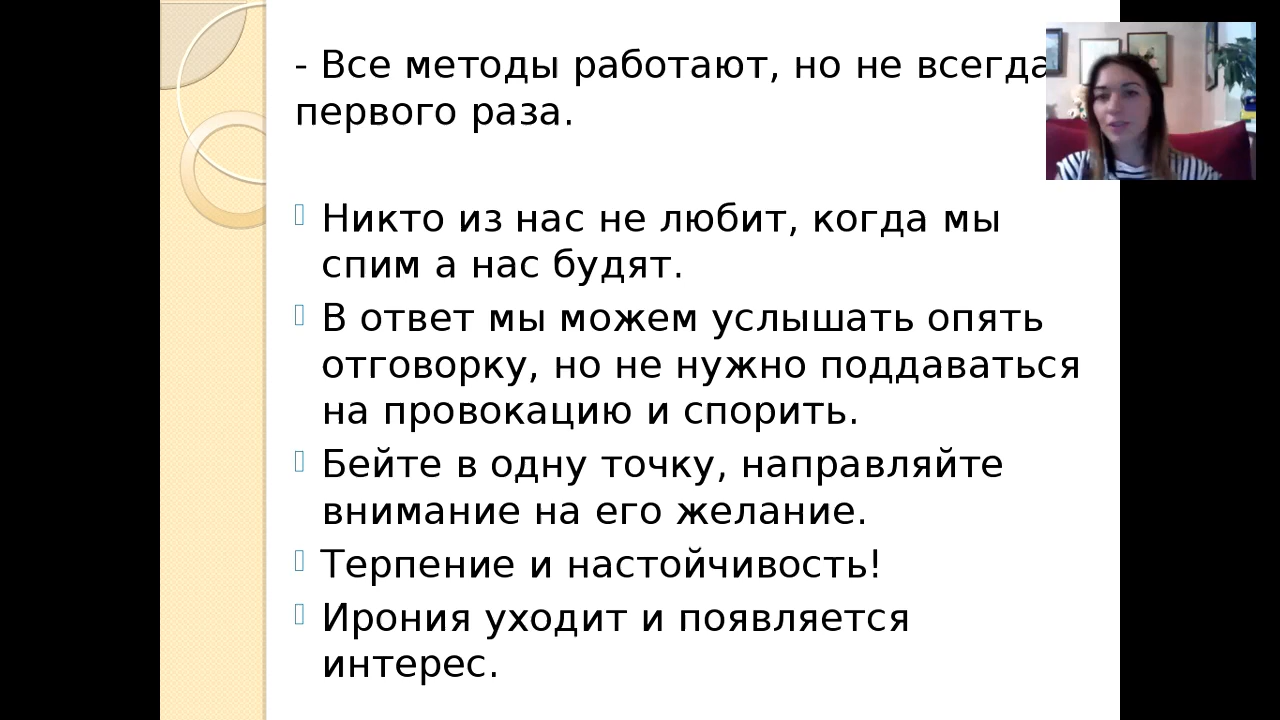 - Все методы работают, но не всегда
первого раза.
Никто из нас не любит, когда мы
спим а нас будят.
В ответ мы можем услышать опять
отговорку, но не нужно поддаваться
на провокацию и спорить.
Бейте в одну точку, направляйте
внимание на его желание.
Терпение и настойчивость!
Ирония уходит и появляется
интерес.